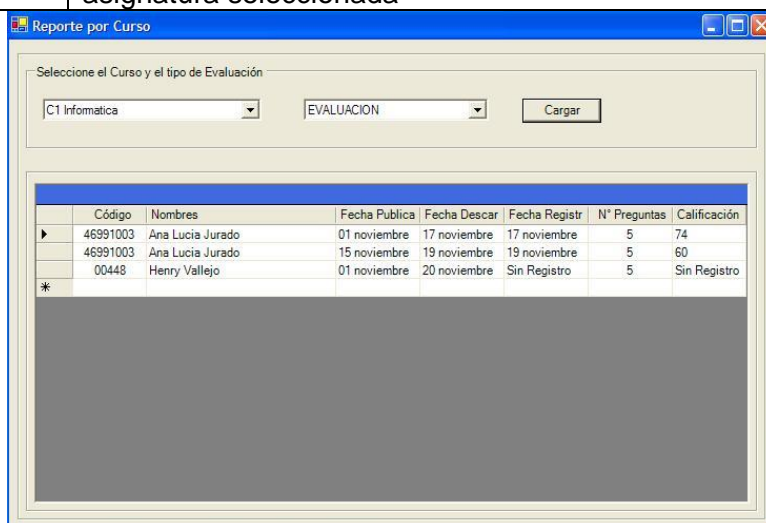 asignatura seleccionada
Reporte por Curso
Seleccione el Curso y el tipo de Evaluación
C1 Informatica EVALUACION Cargar
Código Nombres Fecha Publica Fecha Descar Fecha Registr N° Preguntas Calificación
46991003 Ana Lucia Jurado 01 noviembre 17 noviembre 17 noviembre 5 74
46991003 Ana Lucia Jurado 15 noviembre 19 noviembre 19 noviembre 5 60
00448 Henry Vallejo 01 noviembre 20 noviembre Sin Registro 5 Sin Registro